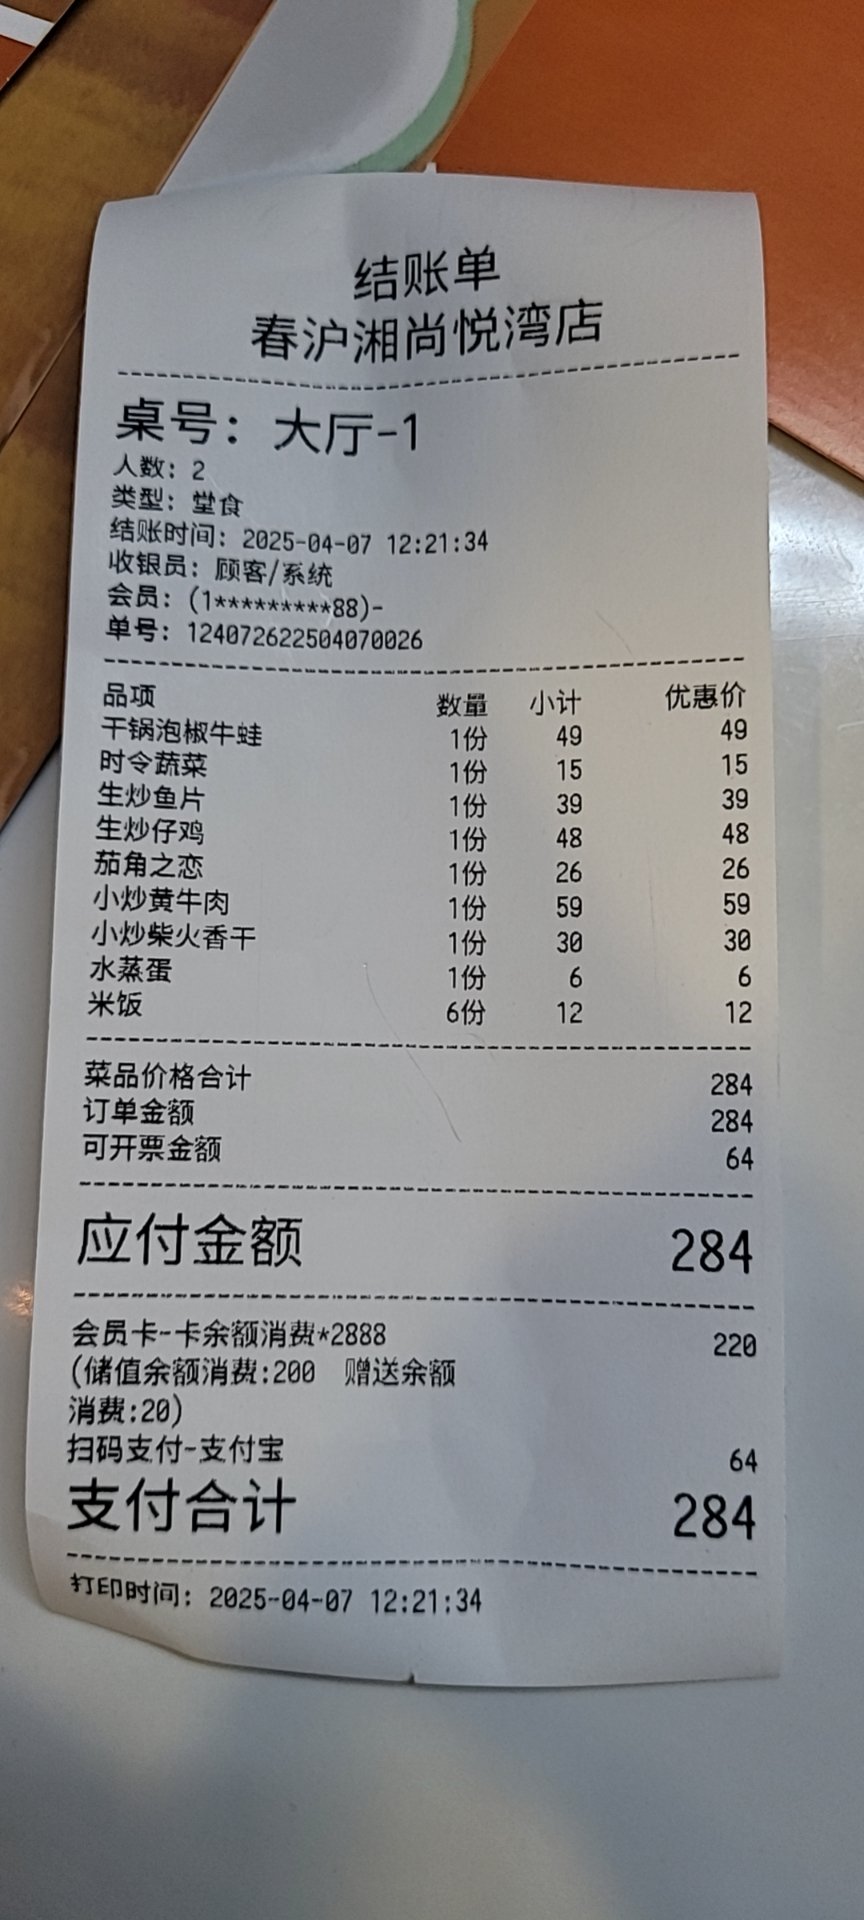 结账单
春沪湘尚悦湾店
桌号：大厅-1
人数：2
类型：堂食
结账时间：2025-04-07 12:21:34
收银员：顾客/系统
会员：(1*********88)-
单号：124072622504070026
品项 数量 小计 优惠价
干锅泡椒牛蛙 1份 49 49
时令蔬菜 1份 15 15
生炒鱼片 1份 39 39
生炒仔鸡 1份 48 48
茄角之恋 1份 26 26
小炒黄牛肉 1份 59 59
小炒柴火香干 1份 30 30
水蒸蛋 1份 6 6
米饭 6份 12 12
菜品价格合计 284
订单金额 284
可开票金额 64
应付金额 284
会员卡-卡余额消费*2888 220
(储值余额消费:200 赠送余额
消费:20)
扫码支付-支付宝 64
支付合计 284
打印时间：2025-04-07 12:21:34